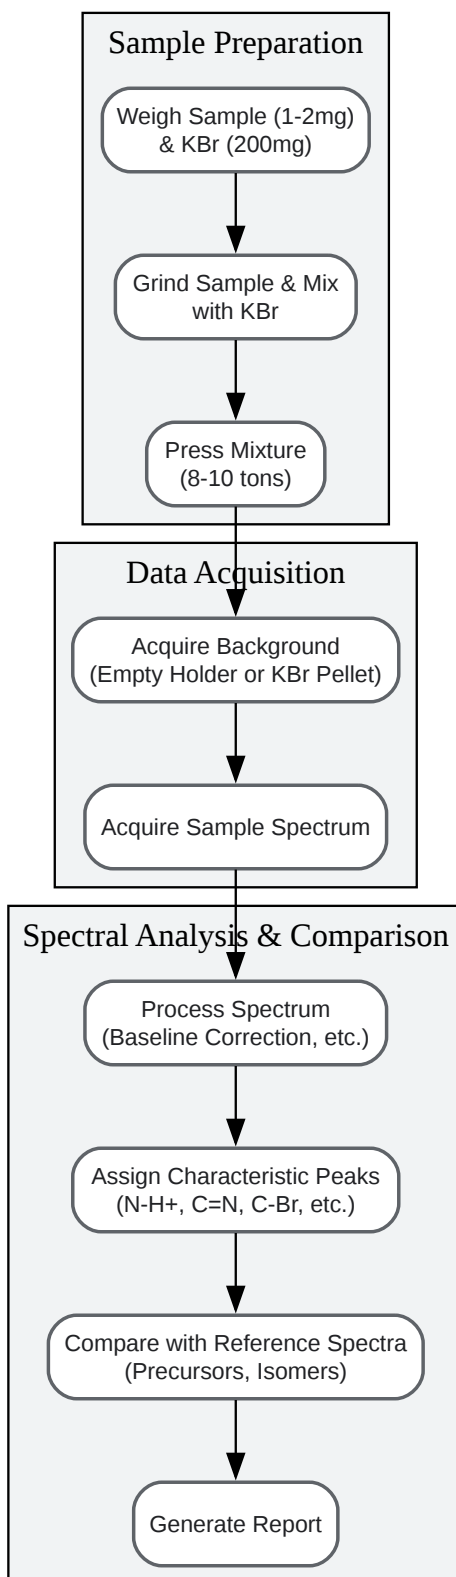 Sample Preparation
Weigh Sample (1-2mg)
& KBr (200mg)
Grind Sample & Mix
with KBr
Press Mixture
(8-10 tons)
Data Acquisition
Acquire Background
(Empty Holder or KBr Pellet)
Acquire Sample Spectrum
Spectral Analysis & Comparison
Process Spectrum
(Baseline Correction, etc.)
Assign Characteristic Peaks
(N-H+, C=N, C-Br, etc.)
Compare with Reference Spectra
(Precursors, Isomers)
Generate Report